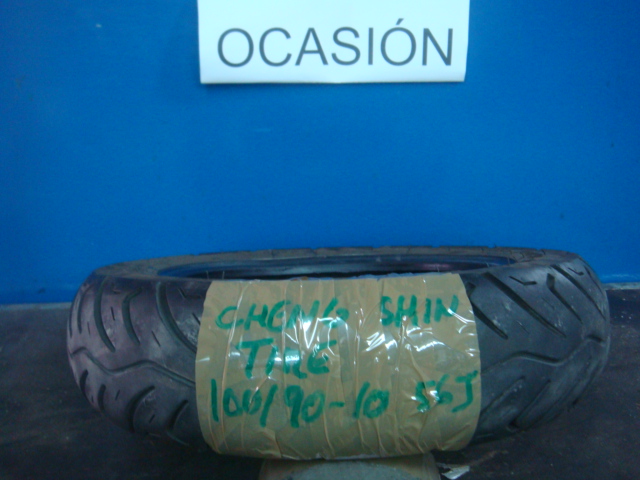 OCASIÓN
CHENG SHIN
TIRE
100/90-10 56J